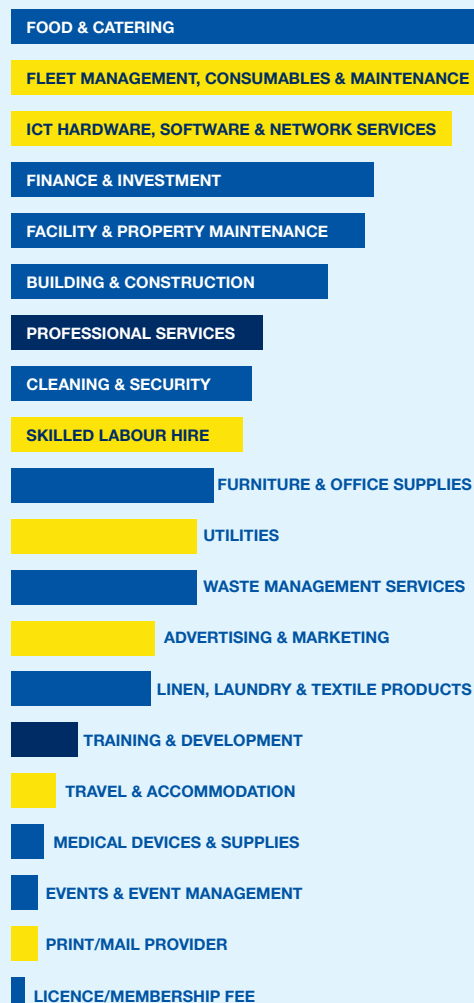 FOOD & CATERING
FLEET MANAGEMENT, CONSUMABLES & MAINTENANCE
ICT HARDWARE, SOFTWARE & NETWORK SERVICES
FINANCE & INVESTMENT
FACILITY & PROPERTY MAINTENANCE
BUILDING & CONSTRUCTION
PROFESSIONAL SERVICES
CLEANING & SECURITY
SKILLED LABOUR HIRE
FURNITURE & OFFICE SUPPLIES
UTILITIES
WASTE MANAGEMENT SERVICES
ADVERTISING & MARKETING
LINEN, LAUNDRY & TEXTILE PRODUCTS
TRAINING & DEVELOPMENT
TRAVEL & ACCOMMODATION
MEDICAL DEVICES & SUPPLIES
EVENTS & EVENT MANAGEMENT
PRINT/MAIL PROVIDER
LICENCE/MEMBERSHIP FEE